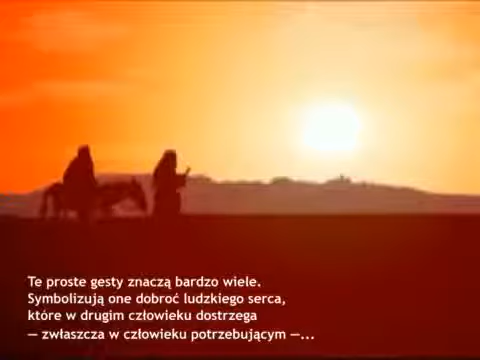 Te proste gesty znaczą bardzo wiele.
Symbolizują one dobroć ludzkiego serca,
które w drugim człowieku dostrzega
— zwłaszcza w człowieku potrzebującym —...